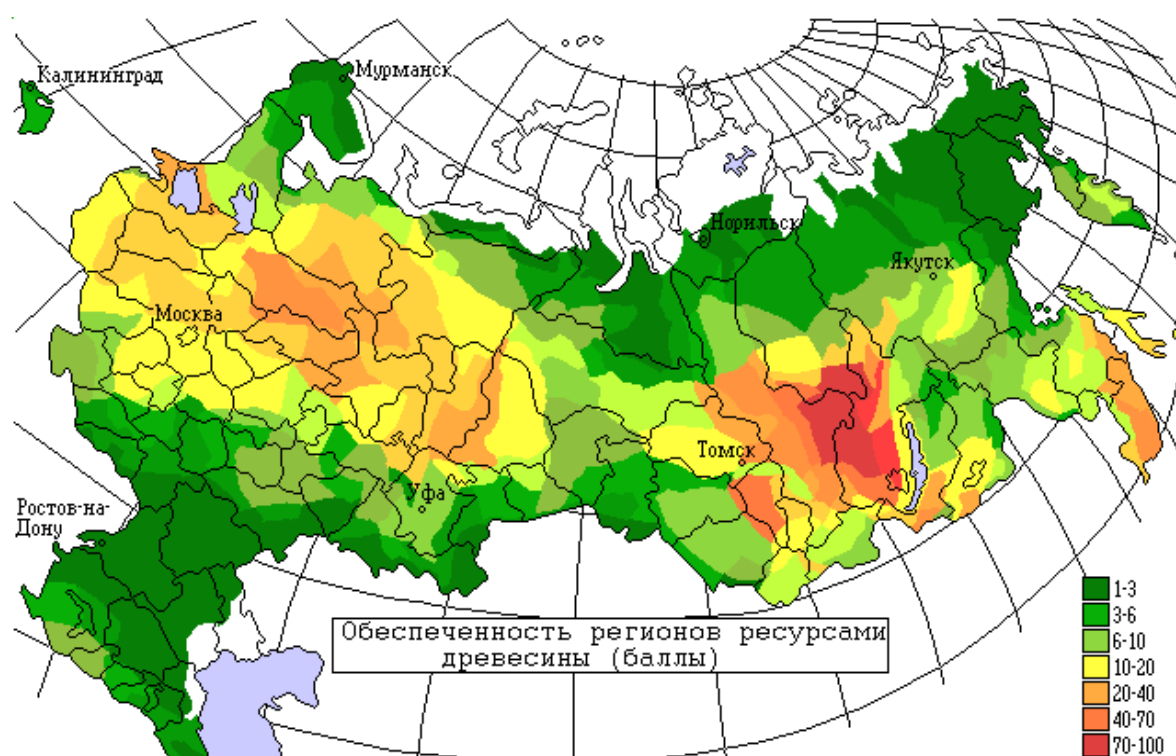 Калининград
Мурманск
Норильск
Якутск
Москва
Томск
Уфа
Ростов-на-
Дону
Обеспеченность регионов ресурсами
древесины (баллы)
1-3
3-6
6-10
10-20
20-40
40-70
70-100